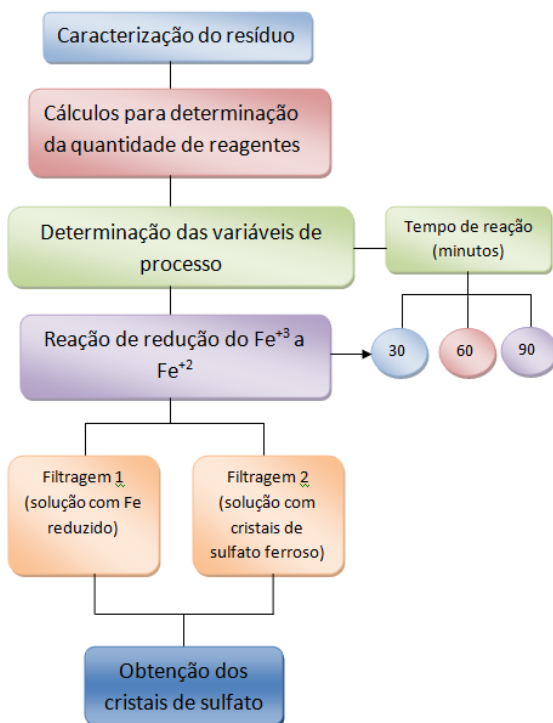 Caracterização do resíduo
Cálculos para determinação
da quantidade de reagentes
Determinação das variáveis de
processo
Tempo de reação
(minutos)
Reação de redução do Fe⁺³ a
Fe⁺²
30
60
90
Filtragem 1
(solução com Fe
reduzido)
Filtragem 2
(solução com
cristais de
sulfato ferroso)
Obtenção dos
cristais de sulfato